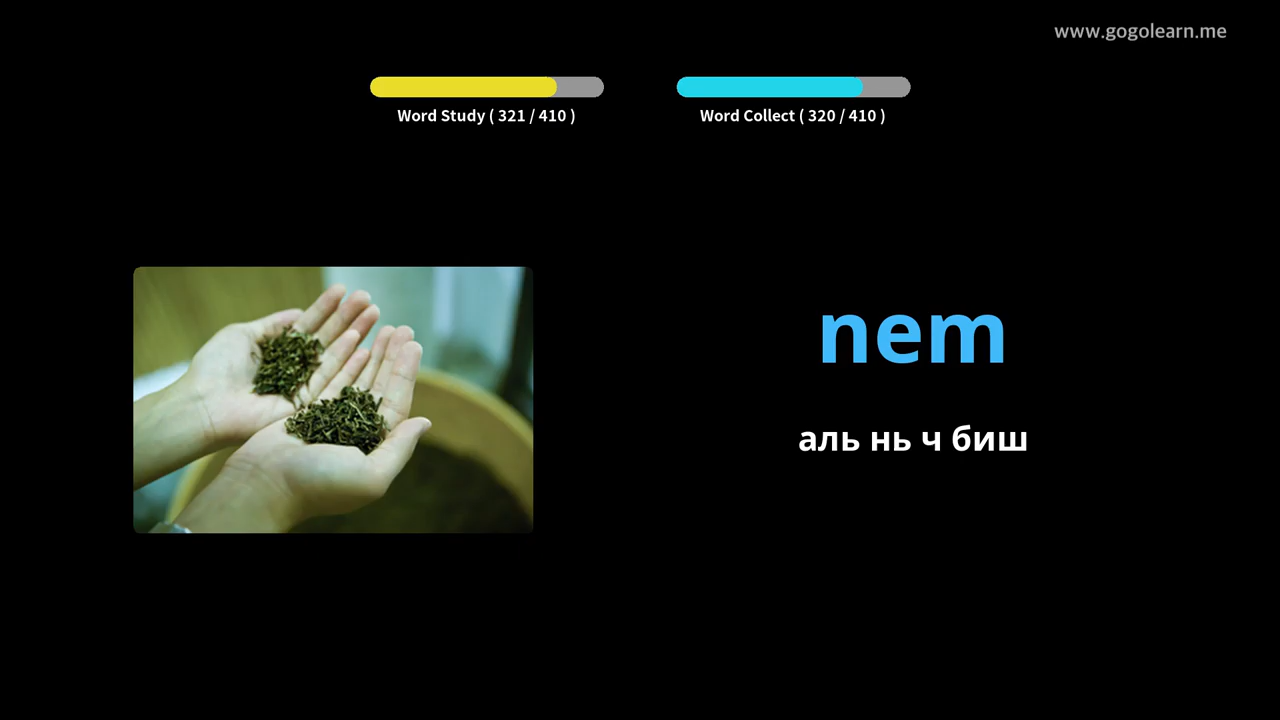 www.gogolearn.me
Word Study ( 321 / 410 )
Word Collect ( 320 / 410 )
nem
аль нь ч биш